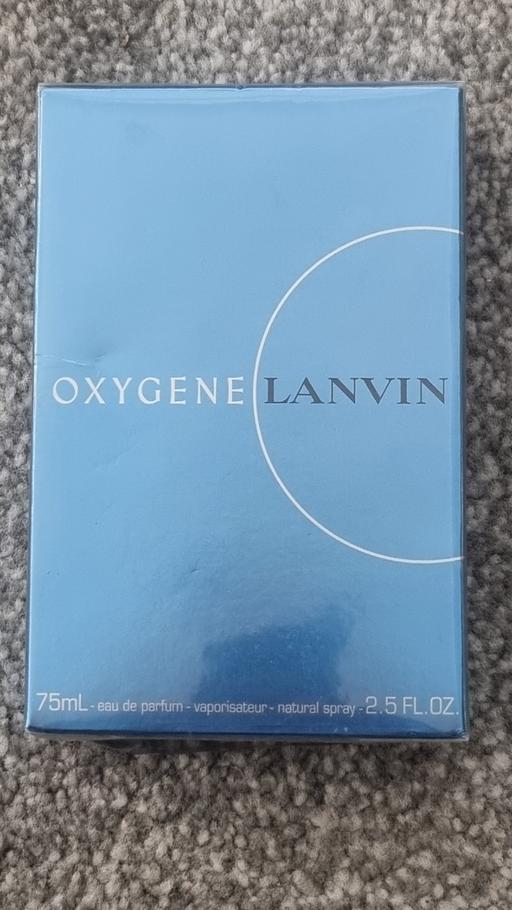 OXYGENE LANVIN
75mL - eau de parfum - vaporisateur - natural spray - 2.5 FL.OZ.